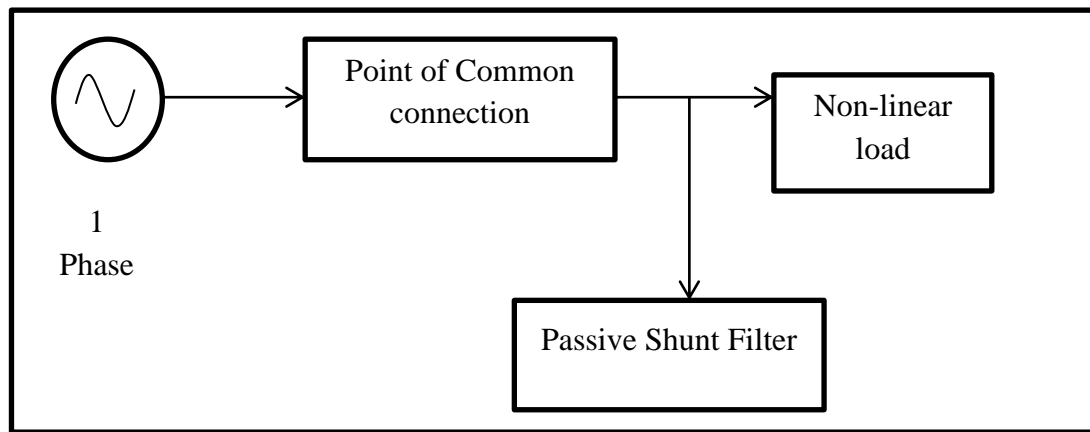 Point of Common
connection
Non-linear
load
1
Phase
Passive Shunt Filter